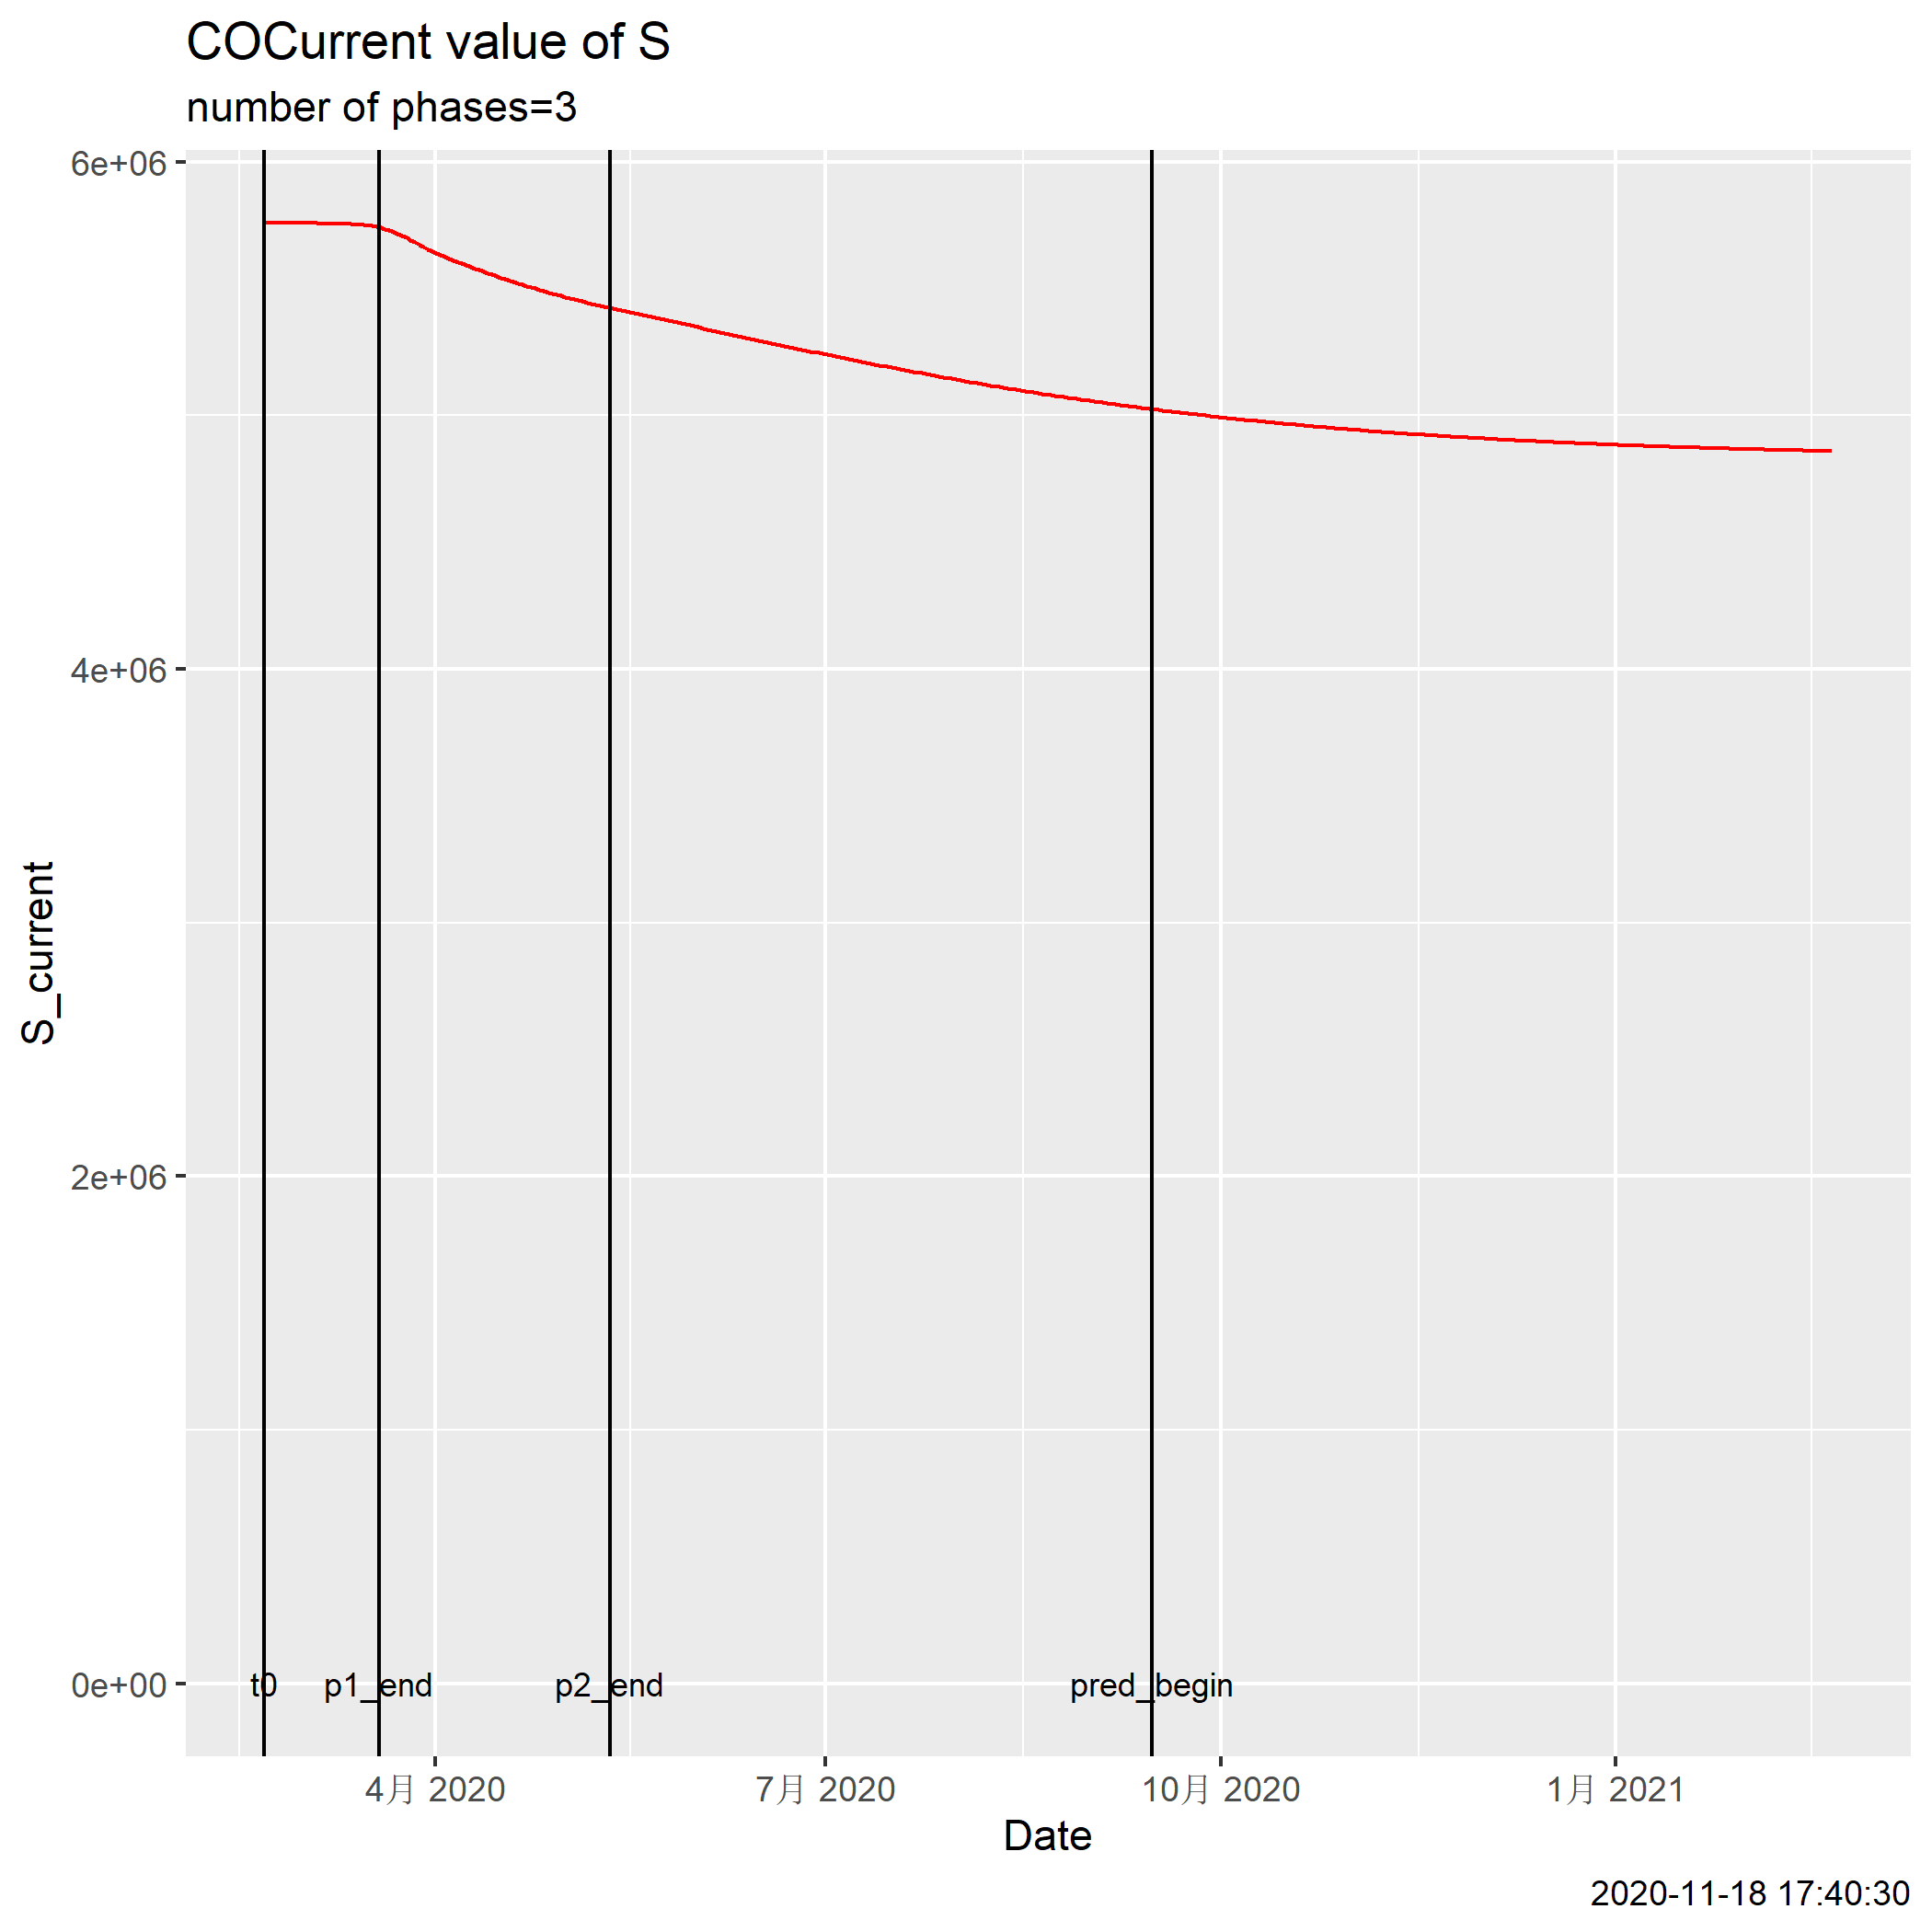 COCurrent value of S
number of phases=3
6e+06
4e+06
2e+06
0e+00
S_current
t0 p1_end p2_end pred_begin
4月 2020 7月 2020 10月 2020 1月 2021
Date
2020-11-18 17:40:30